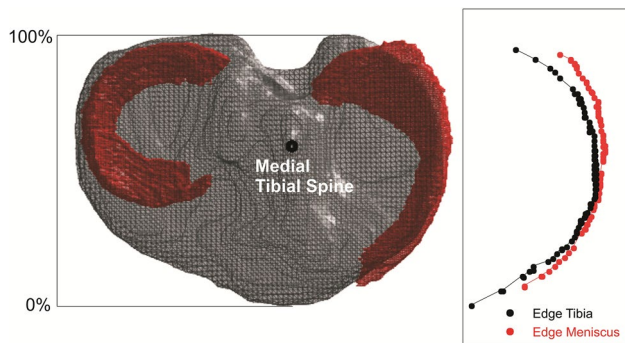 100%
Medial
Tibial Spine
0%
Edge Tibia
Edge Meniscus